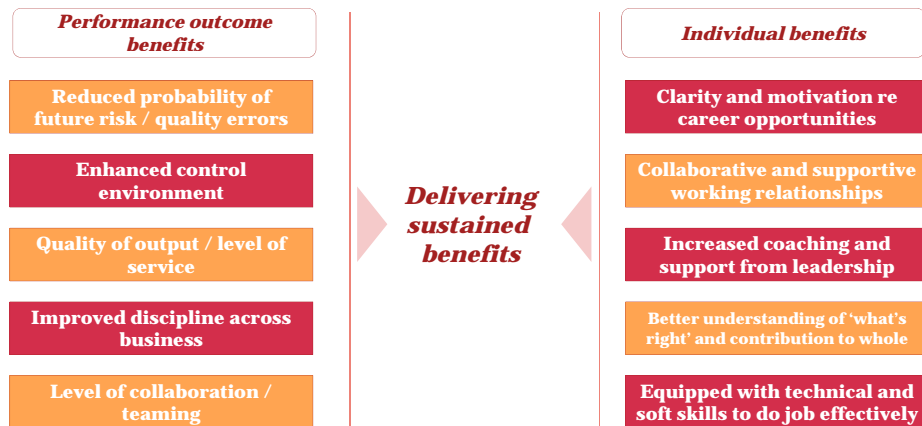 Performance outcome
benefits
Reduced probability of
future risk / quality errors
Enhanced control
environment
Quality of output / level of
service
Improved discipline across
business
Level of collaboration /
teaming
Delivering
sustained
benefits
Individual benefits
Clarity and motivation re
career opportunities
Collaborative and supportive
working relationships
Increased coaching and
support from leadership
Better understanding of ‘what’s
right’ and contribution to whole
Equipped with technical and
soft skills to do job effectively